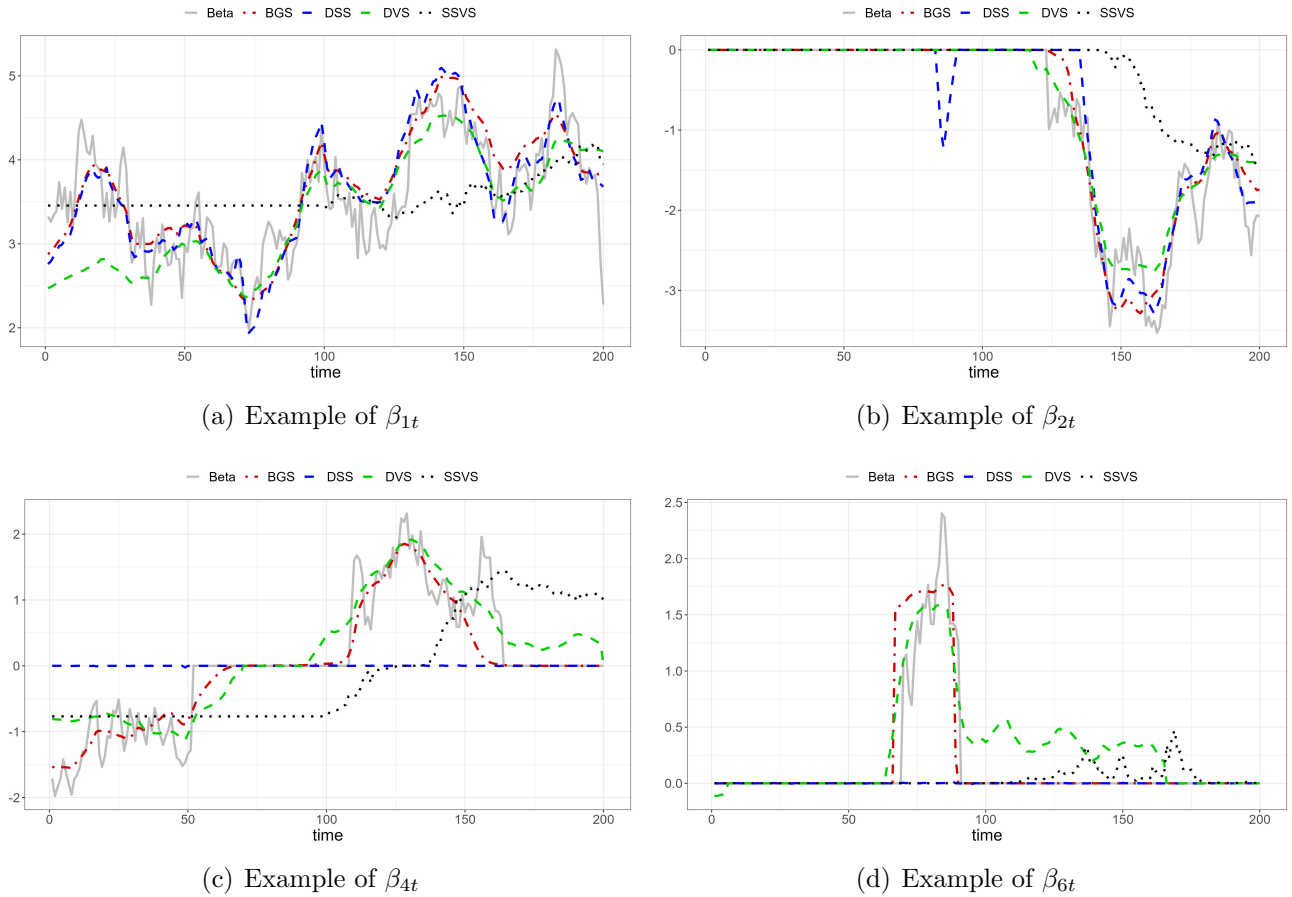 Beta BGS DSS DVS SSVS
5
4
3
2
0 50 100 150 200
time
(a) Example of β1t
Beta BGS DSS DVS SSVS
0
-1
-2
-3
0 50 100 150 200
time
(b) Example of β2t
Beta BGS DSS DVS SSVS
2
1
0
-1
-2
0 50 100 150 200
time
(c) Example of β4t
Beta BGS DSS DVS SSVS
2.5
2.0
1.5
1.0
0.5
0.0
0 50 100 150 200
time
(d) Example of β6t